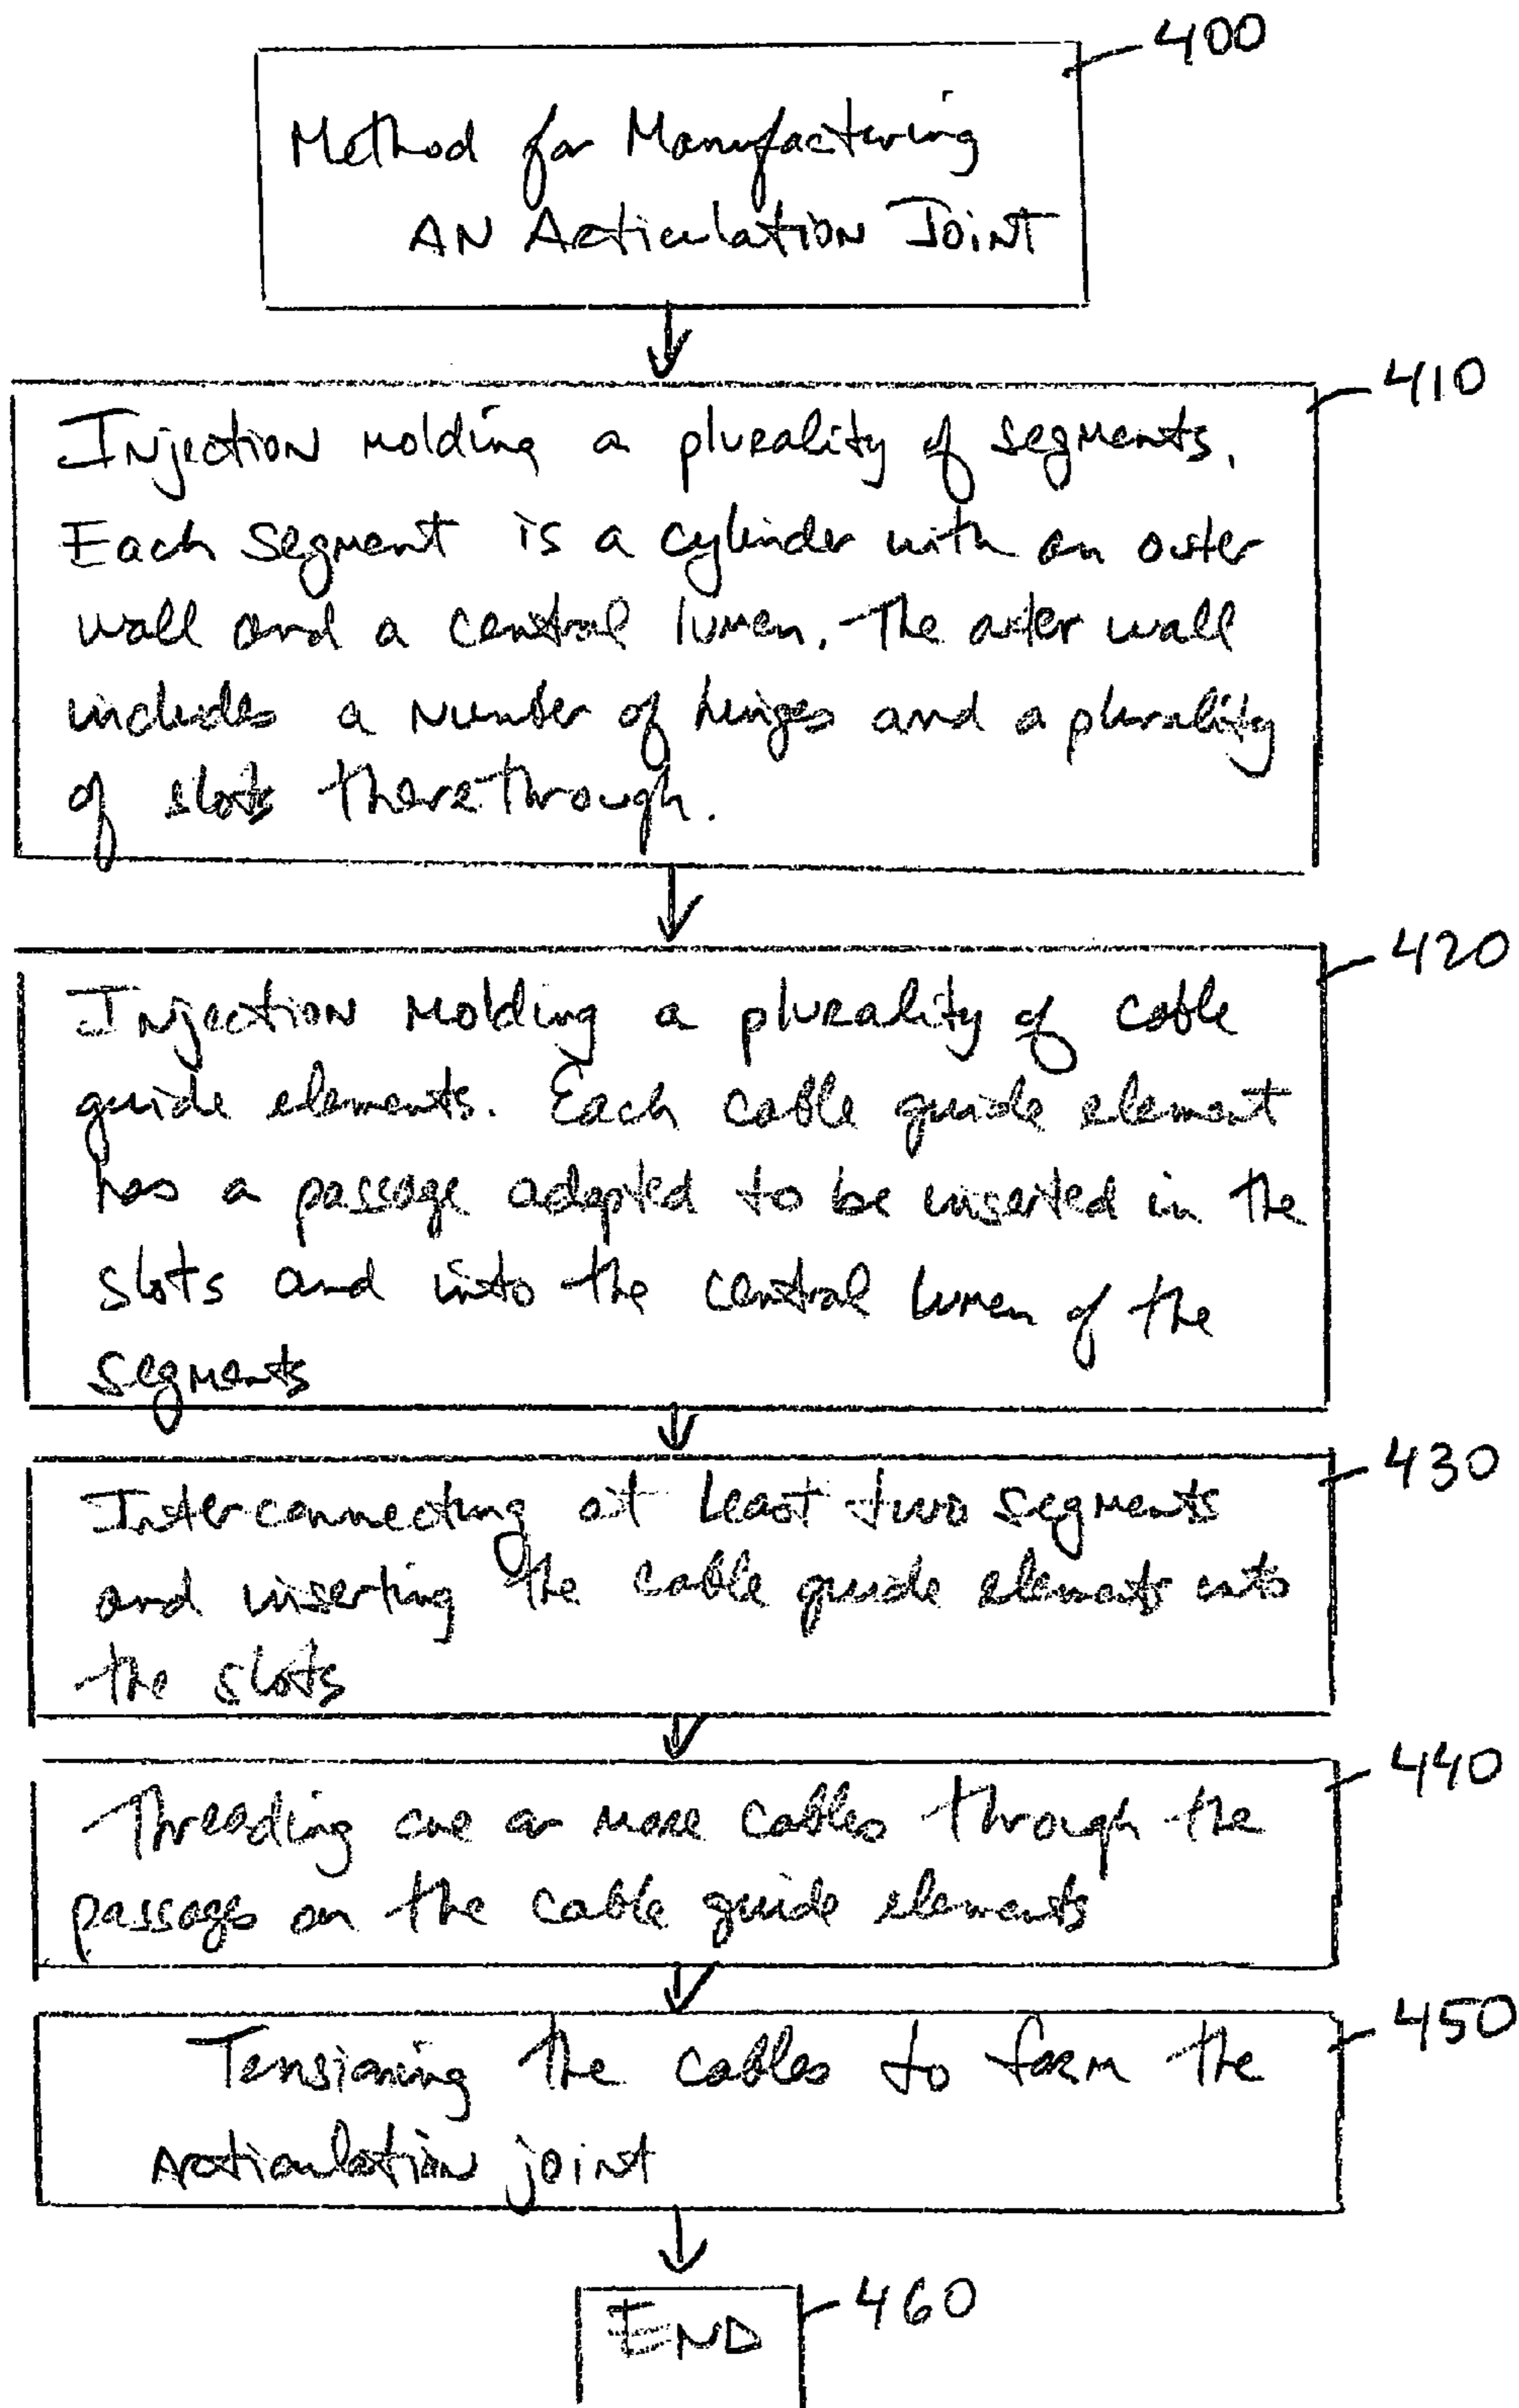 400
Method for Manufacturing
AN Articulation JOINT
410
INjection molding a plurality of segments.
Each segment is a cylinder with an outer
wall and a central lumen. The outer wall
includes a number of hinges and a plurality
of slots therethrough.
420
INjection molding a plurality of cable
guide elements. Each cable guide element
has a passage adapted to be inserted in the
slots and into the central lumen of the
segments
430
Interconnecting at least two segments
and inserting the cable guide elements into
the slots
440
Threading one or more cables through the
passages on the cable guide elements
450
Tensioning the cables to form the
articulation joint
460
END